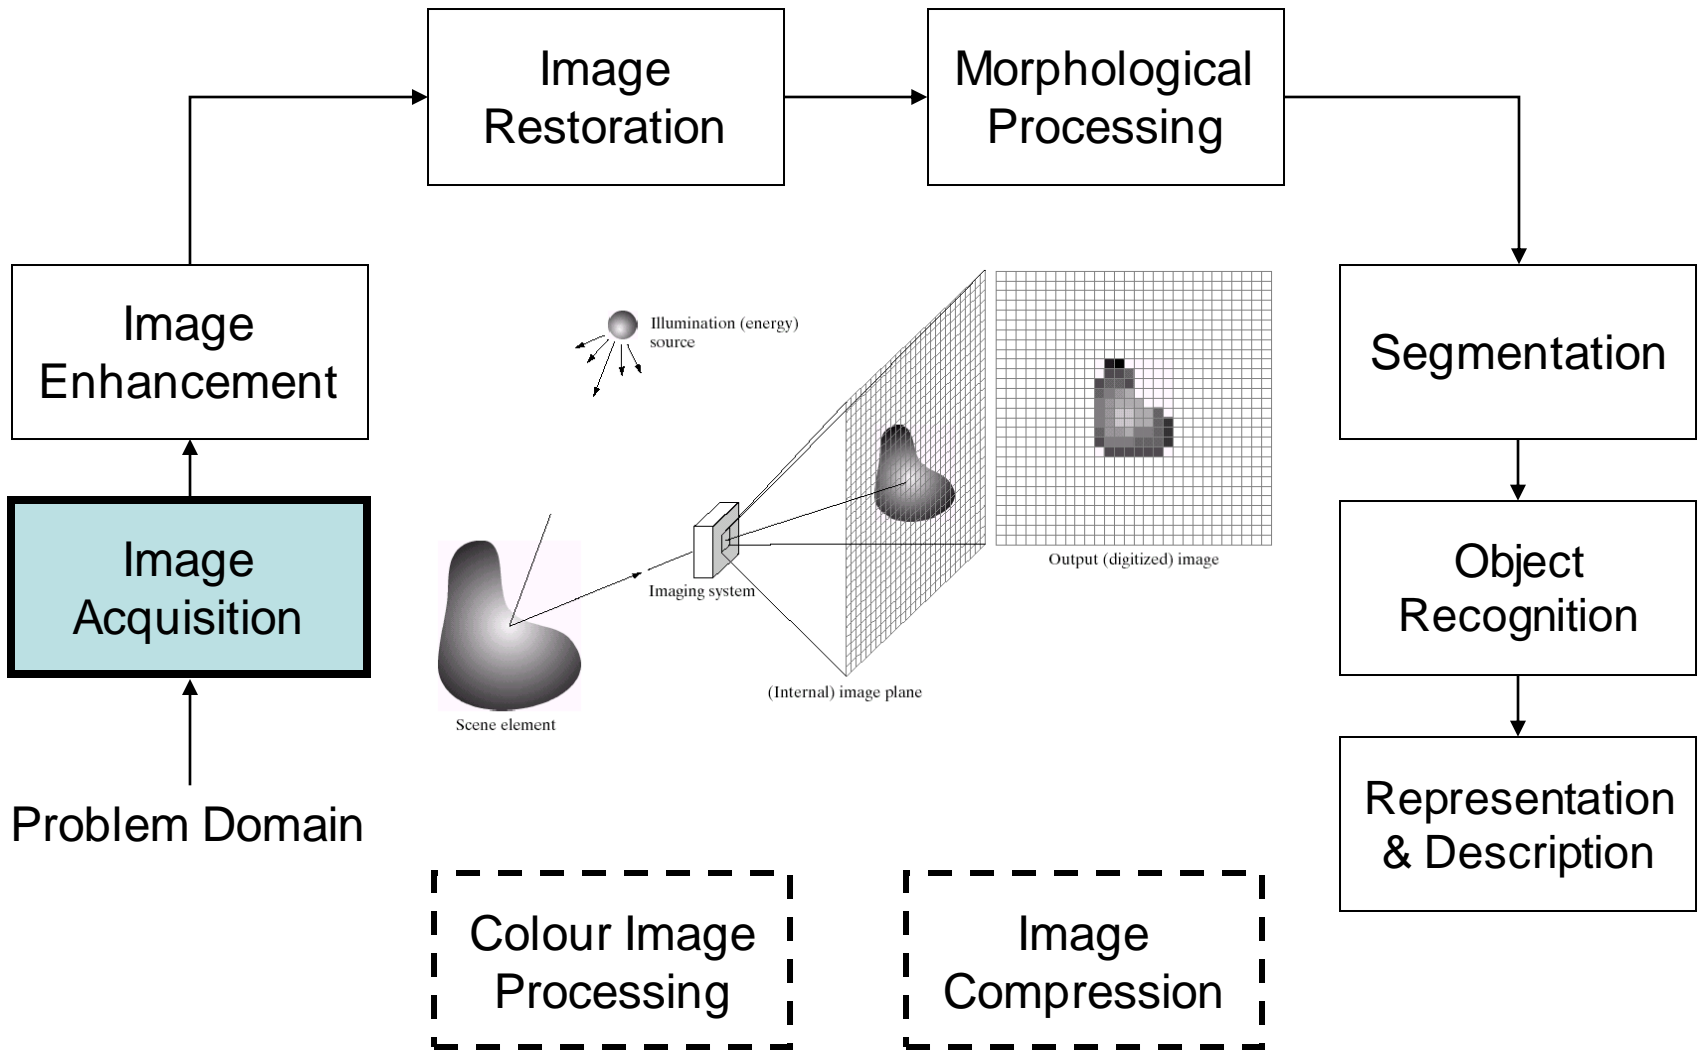 Image
Restoration
Morphological
Processing
Image
Enhancement
Illumination (energy)
source
Segmentation
Image
Acquisition
Imaging system
Output (digitized) image
Object
Recognition
(Internal) image plane
Scene element
Problem Domain
Representation
& Description
Colour Image
Processing
Image
Compression